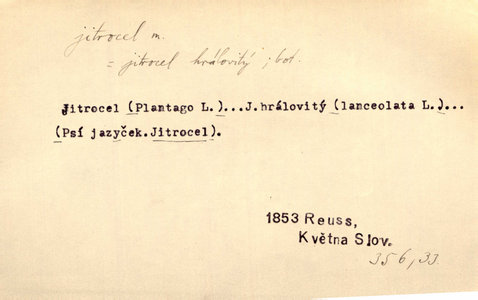 jitrocel m.
= jitrocel hrálovitý ; bot.
Jitrocel (Plantago L.)...J.hrálovitý (lanceolata L.)...
(Psí jazyček.Jitrocel).
1853 Reuss,
Května Slov.
356,33